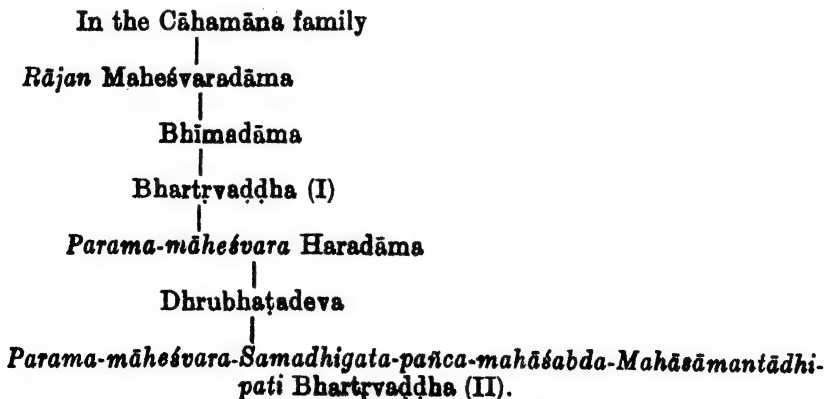 In the Cāhamāna family
Rājan Maheśvaradāma
Bhīmadāma
Bhartṛvaḍḍha (I)
Parama-māheśvara Haradāma
Dhrubhaṭadeva
Parama-māheśvara-Samadhigata-pañca-mahāśabda-Mahāsāmantādhi-
pati Bhartṛvaḍḍha (II).